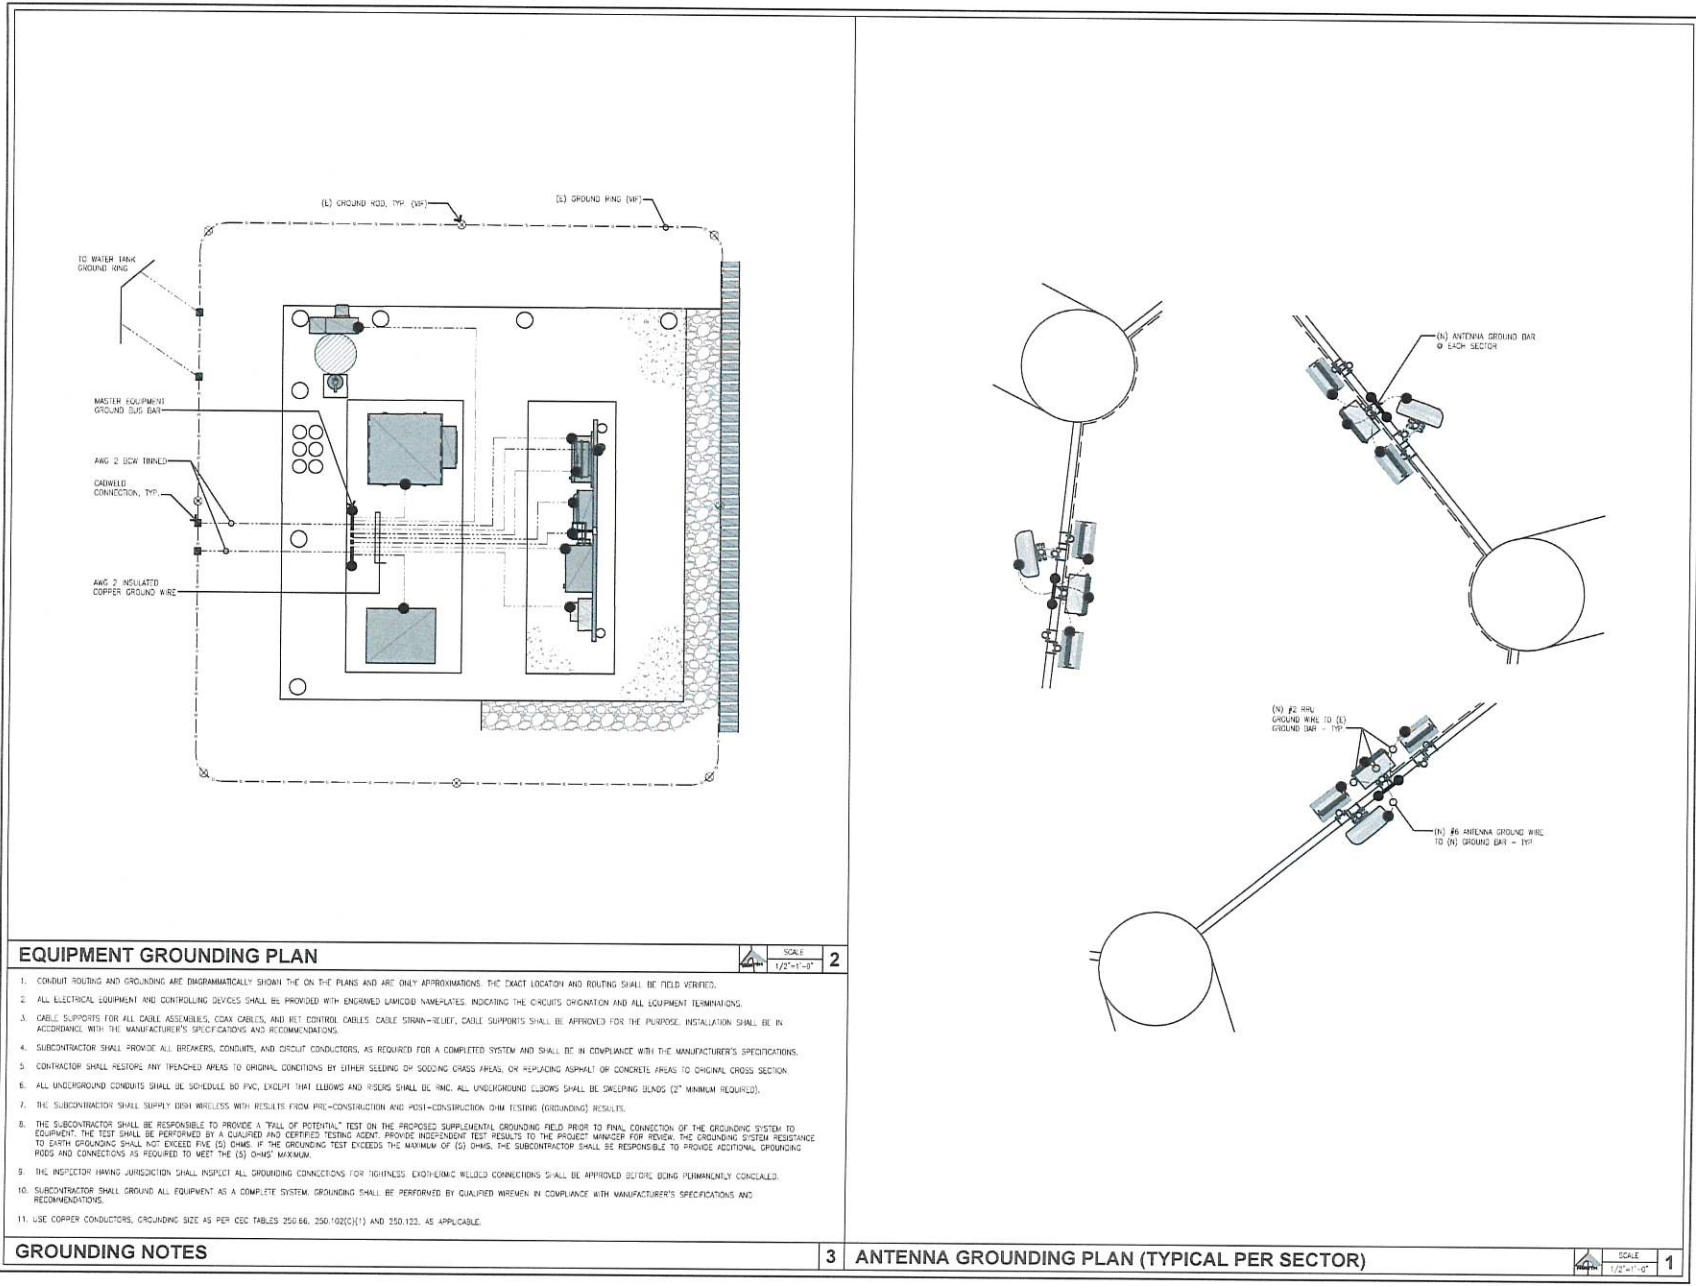 (E) GROUND ROD, TYP. (VIF)
(E) GROUND RING (VIF)
TO WATER TANK
GROUND RING
MASTER EQUIPMENT
GROUND BUS BAR
AWG 2 BCW TINNED
CADWELD
CONNECTION, TYP.
AWG 2 INSULATED
COPPER GROUND WIRE
EQUIPMENT GROUNDING PLAN
SCALE
1/2"=1'-0"
2
1. CONDUIT ROUTING AND GROUNDING ARE DIAGRAMMATICALLY SHOWN THE ON THE PLANS AND ARE ONLY APPROXIMATIONS. THE EXACT LOCATION AND ROUTING SHALL BE FIELD VERIFIED.
2. ALL ELECTRICAL EQUIPMENT AND CONTROLLING DEVICES SHALL BE PROVIDED WITH ENGRAVED LAMICOID NAMEPLATES, INDICATING THE CIRCUITS ORIGINATION AND ALL EQUIPMENT TERMINATIONS.
3. CABLE SUPPORTS FOR ALL CABLE ASSEMBLIES, COAX CABLES, AND RET CONTROL CABLES. CABLE STRAIN-RELIEF, CABLE SUPPORTS SHALL BE APPROVED FOR THE PURPOSE. INSTALLATION SHALL BE IN
ACCORDANCE WITH THE MANUFACTURER'S SPECIFICATIONS AND RECOMMENDATIONS.
4. SUBCONTRACTOR SHALL PROVIDE ALL BREAKERS, CONDUITS, AND CIRCUIT CONDUCTORS, AS REQUIRED FOR A COMPLETED SYSTEM AND SHALL BE IN COMPLIANCE WITH THE MANUFACTURER'S SPECIFICATIONS.
5. CONTRACTOR SHALL RESTORE ANY TRENCHED AREAS TO ORIGINAL CONDITIONS BY EITHER SEEDING OR SODDING GRASS AREAS, OR REPLACING ASPHALT OR CONCRETE AREAS TO ORIGINAL CROSS SECTION.
6. ALL UNDERGROUND CONDUITS SHALL BE SCHEDULE 80 PVC, EXCEPT THAT ELBOWS AND RISERS SHALL BE RMC. ALL UNDERGROUND ELBOWS SHALL BE SWEEPING BENDS (2" MINIMUM REQUIRED).
7. THE SUBCONTRACTOR SHALL SUPPLY DISH WIRELESS WITH RESULTS FROM PRE-CONSTRUCTION AND POST-CONSTRUCTION OHM TESTING (GROUNDING) RESULTS.
8. THE SUBCONTRACTOR SHALL BE RESPONSIBLE TO PROVIDE A "FALL OF POTENTIAL" TEST ON THE PROPOSED SUPPLEMENTAL GROUNDING FIELD PRIOR TO FINAL CONNECTION OF THE GROUNDING SYSTEM TO
EQUIPMENT. THE TEST SHALL BE PERFORMED BY A QUALIFIED AND CERTIFIED TESTING AGENT. PROVIDE INDEPENDENT TEST RESULTS TO THE PROJECT MANAGER FOR REVIEW. THE GROUNDING SYSTEM RESISTANCE
TO EARTH GROUNDING SHALL NOT EXCEED FIVE (5) OHMS. IF THE GROUNDING TEST EXCEEDS THE MAXIMUM OF (5) OHMS, THE SUBCONTRACTOR SHALL BE RESPONSIBLE TO PROVIDE ADDITIONAL GROUNDING
RODS AND CONNECTIONS AS REQUIRED TO MEET THE (5) OHMS' MAXIMUM.
9. THE INSPECTOR HAVING JURISDICTION SHALL INSPECT ALL GROUNDING CONNECTIONS FOR TIGHTNESS. EXOTHERMIC WELDED CONNECTIONS SHALL BE APPROVED BEFORE BEING PERMANENTLY CONCEALED.
10. SUBCONTRACTOR SHALL GROUND ALL EQUIPMENT AS A COMPLETE SYSTEM. GROUNDING SHALL BE PERFORMED BY QUALIFIED WIREMEN IN COMPLIANCE WITH MANUFACTURER'S SPECIFICATIONS AND
RECOMMENDATIONS.
11. USE COPPER CONDUCTORS, GROUNDING SIZE AS PER CEC TABLES 250.66, 250.102(C)(1) AND 250.122, AS APPLICABLE.
GROUNDING NOTES
3
(N) ANTENNA GROUND BAR
@ EACH SECTOR
(N) #2 RRU
GROUND WIRE TO (E)
GROUND BAR - TYP
(N) #6 ANTENNA GROUND WIRE
TO (N) GROUND BAR - TYP
ANTENNA GROUNDING PLAN (TYPICAL PER SECTOR)
SCALE
1/2"=1'-0"
1